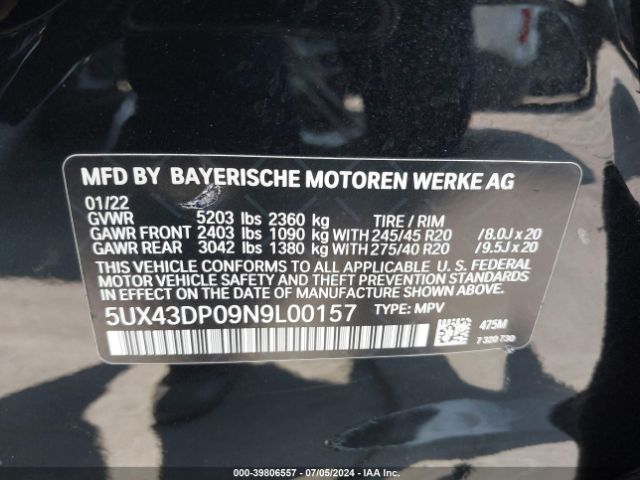 MFD BY BAYERISCHE MOTOREN WERKE AG
01/22
GVWR 5203 lbs 2360 kg TIRE / RIM
GAWR FRONT 2403 lbs 1090 kg WITH 245/45 R20 /8.0J x 20
GAWR REAR 3042 lbs 1380 kg WITH 275/40 R20 /9.5J x 20
THIS VEHICLE CONFORMS TO ALL APPLICABLE U. S. FEDERAL
MOTOR VEHICLE SAFETY AND THEFT PREVENTION STANDARDS
IN EFFECT ON THE DATE OF MANUFACTURE SHOWN ABOVE.
5UX43DP09N9L00157 TYPE: MPV
475M
7 320 730
000-39806557 - 07/05/2024 - IAA Inc.